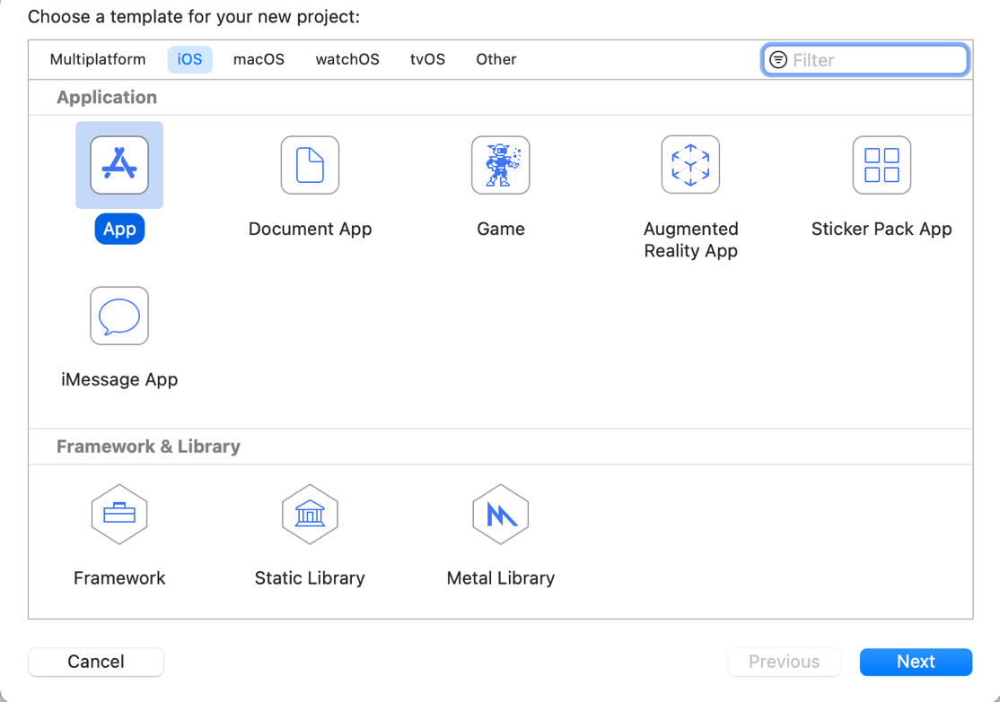 Choose a template for your new project:
Multiplatform iOS macOS watchOS tvOS Other Filter
Application
App Document App Game Augmented Reality App Sticker Pack App
iMessage App
Framework & Library
Framework Static Library Metal Library
Cancel Previous Next